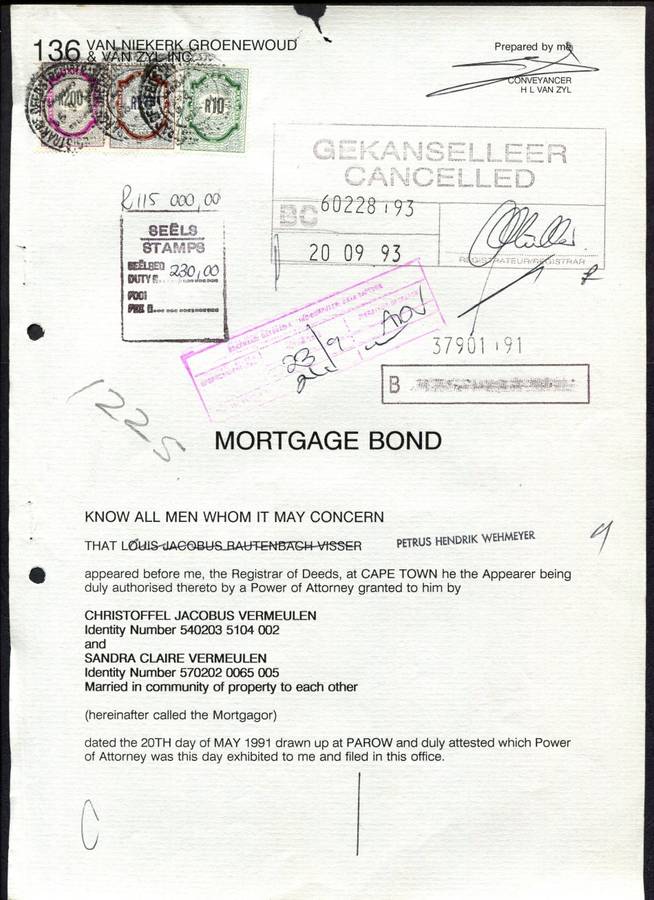 136 VAN NIEKERK GROENEWOUD
& VAN ZYL INC.
Prepared by me
CONVEYANCER
H L VAN ZYL
R200
R10
GEKANSELLEER
CANCELLED
BC 60228/93
20 09 93
REGISTRATEUR/REGISTRAR
R115 000,00
SEËLS
STAMPS
SEËLREG
DUTY R 230,00
FOOI
FEE R
23/9
37901/91
B
1225
MORTGAGE BOND
KNOW ALL MEN WHOM IT MAY CONCERN
THAT LOUIS JACOBUS RAUTENBACH VISSER PETRUS HENDRIK WEHMEYER
appeared before me, the Registrar of Deeds, at CAPE TOWN he the Appearer being
duly authorised thereto by a Power of Attorney granted to him by
CHRISTOFFEL JACOBUS VERMEULEN
Identity Number 540203 5104 002
and
SANDRA CLAIRE VERMEULEN
Identity Number 570202 0065 005
Married in community of property to each other
(hereinafter called the Mortgagor)
dated the 20TH day of MAY 1991 drawn up at PAROW and duly attested which Power
of Attorney was this day exhibited to me and filed in this office.